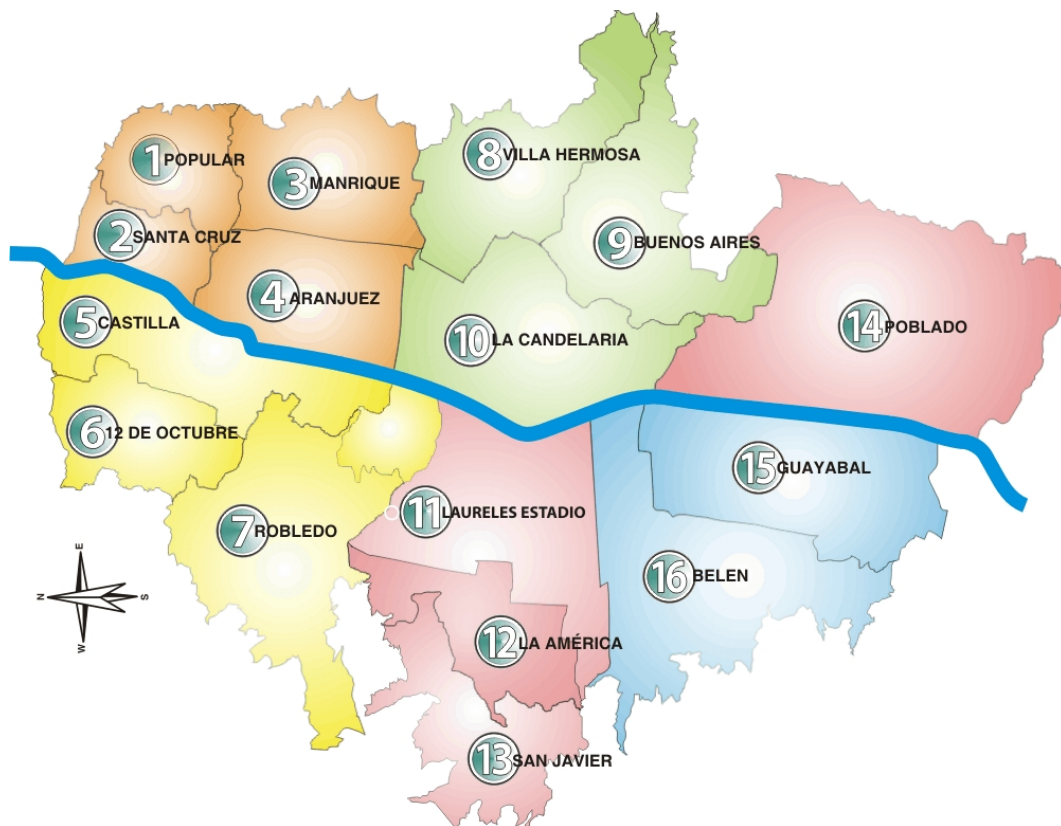 1 POPULAR
3 MANRIQUE
8 VILLA HERMOSA
2 SANTA CRUZ
9 BUENOS AIRES
4 ARANJUEZ
5 CASTILLA
10 LA CANDELARIA
14 POBLADO
6 12 DE OCTUBRE
15 GUAYABAL
11 LAURELES ESTADIO
7 ROBLEDO
16 BELEN
12 LA AMÉRICA
13 SAN JAVIER
E
N
S
W